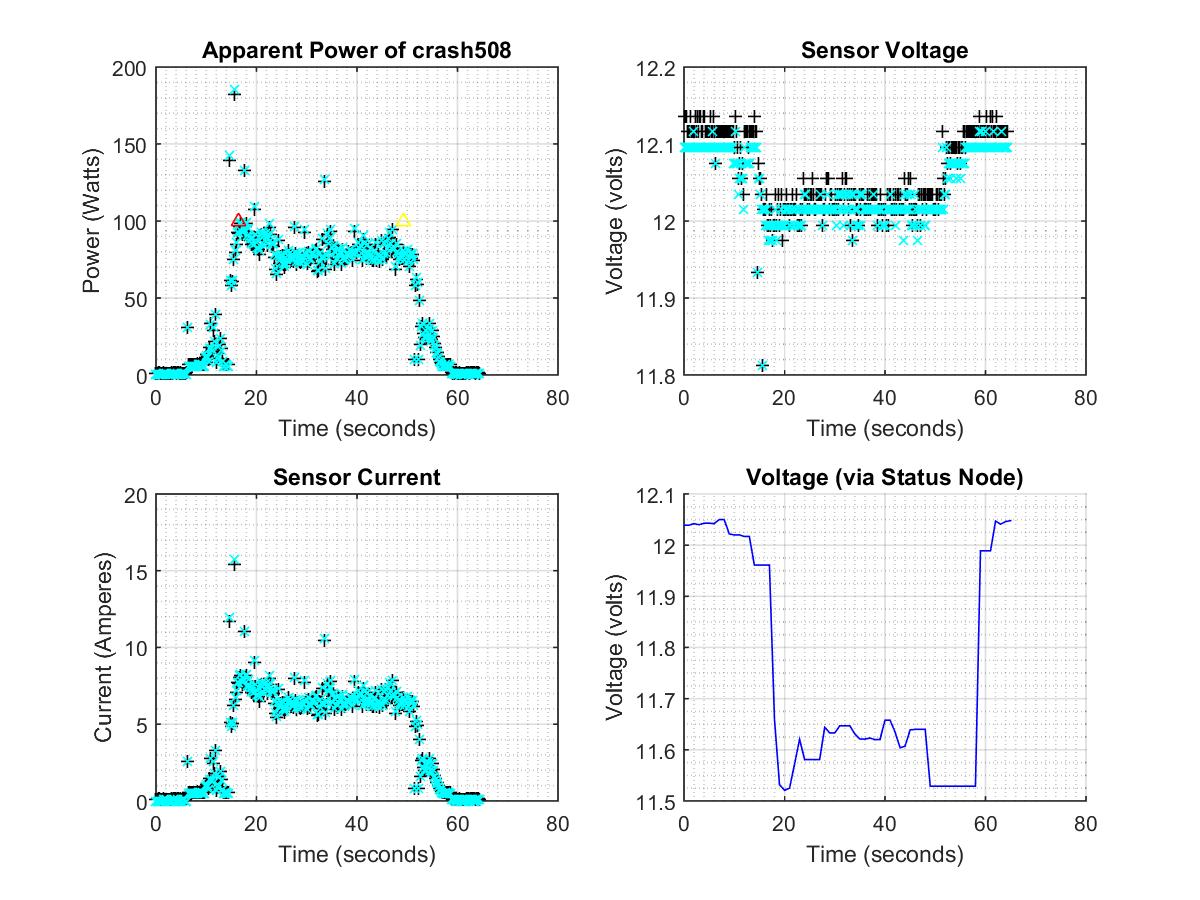 Apparent Power of crash508
200
150
100
50
0
Power (Watts)
0 20 40 60 80
Time (seconds)
Sensor Voltage
12.2
12.1
12
11.9
11.8
Voltage (volts)
0 20 40 60 80
Time (seconds)
Sensor Current
20
15
10
5
0
Current (Amperes)
0 20 40 60 80
Time (seconds)
Voltage (via Status Node)
12.1
12
11.9
11.8
11.7
11.6
11.5
Voltage (volts)
0 20 40 60 80
Time (seconds)